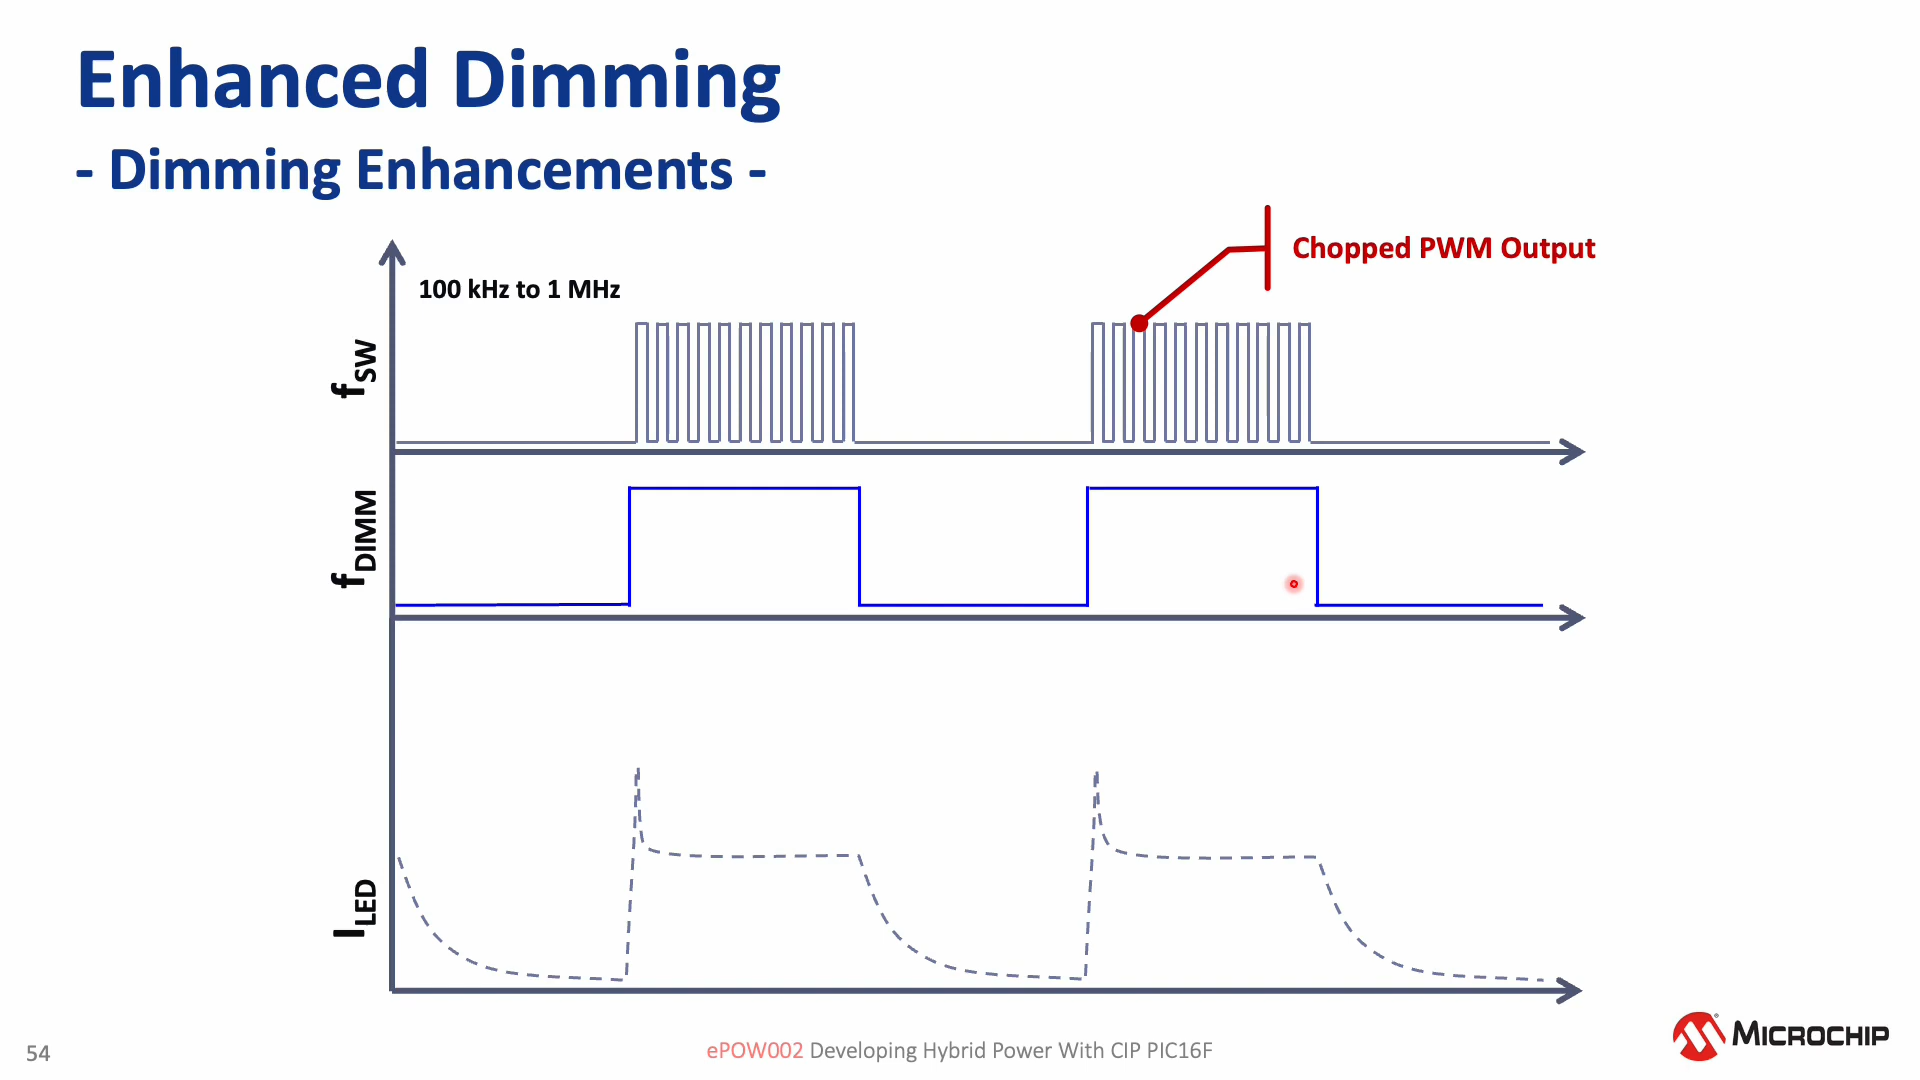 Enhanced Dimming
- Dimming Enhancements -
Chopped PWM Output
100 kHz to 1 MHz
fSW
fDIMM
ILED
54
ePOW002 Developing Hybrid Power With CIP PIC16F
MICROCHIP